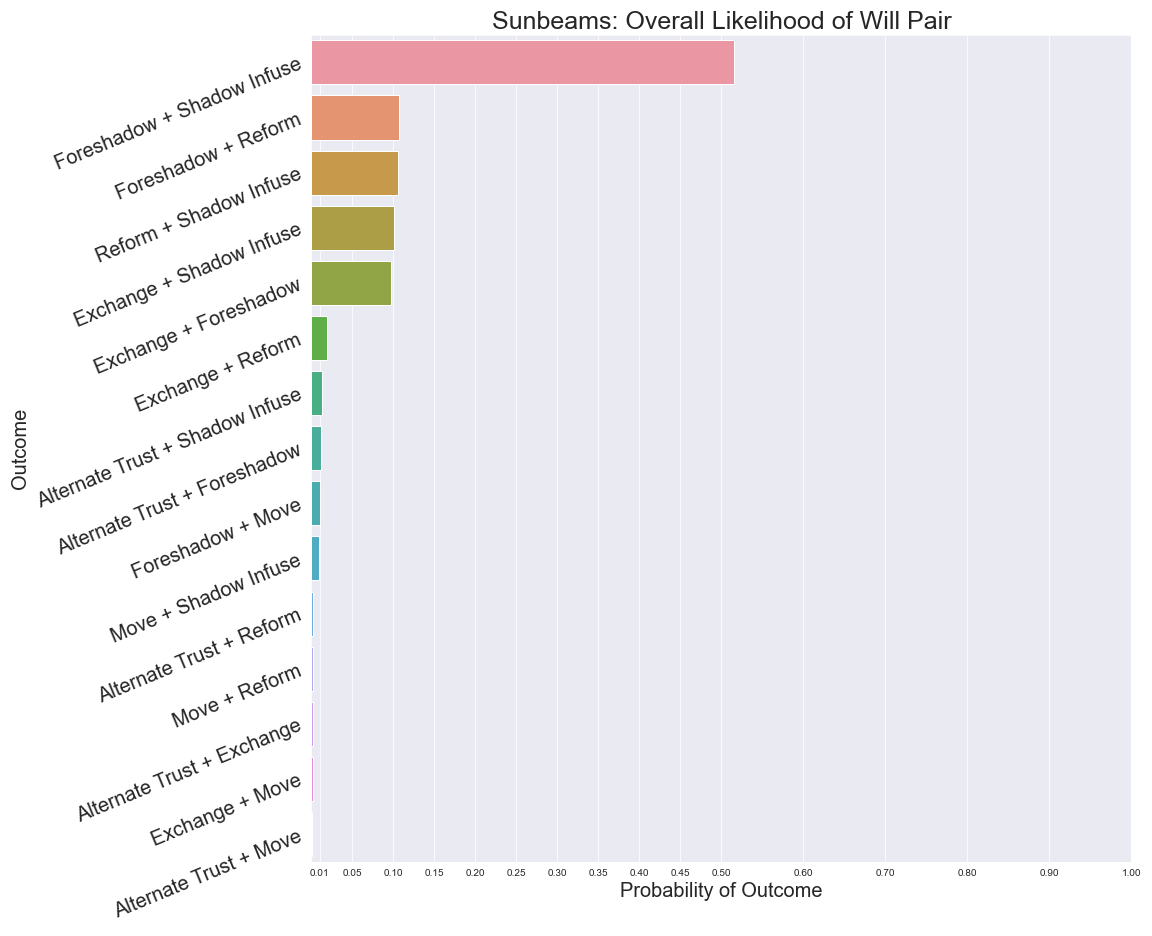 Sunbeams: Overall Likelihood of Will Pair
Foreshadow + Shadow Infuse
Foreshadow + Reform
Reform + Shadow Infuse
Exchange + Shadow Infuse
Exchange + Foreshadow
Exchange + Reform
Alternate Trust + Shadow Infuse
Alternate Trust + Foreshadow
Foreshadow + Move
Move + Shadow Infuse
Alternate Trust + Reform
Move + Reform
Alternate Trust + Exchange
Exchange + Move
Alternate Trust + Move
Outcome
0.01 0.05 0.10 0.15 0.20 0.25 0.30 0.35 0.40 0.45 0.50 0.60 0.70 0.80 0.90 1.00
Probability of Outcome